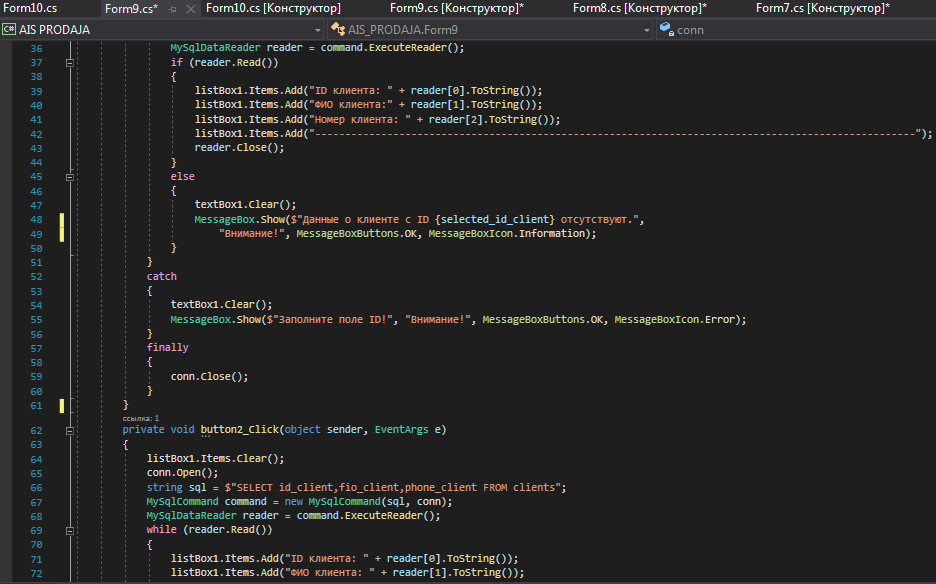 Form10.cs Form9.cs* Form10.cs [Конструктор] Form9.cs [Конструктор]* Form8.cs [Конструктор]* Form7.cs [Конструктор]*
C# AIS PRODAJA AIS_PRODAJA.Form9 conn
36 MySqlDataReader reader = command.ExecuteReader();
37 if (reader.Read())
38 {
39 listBox1.Items.Add("ID клиента: " + reader[0].ToString());
40 listBox1.Items.Add("ФИО клиента:" + reader[1].ToString());
41 listBox1.Items.Add("Номер клиента: " + reader[2].ToString());
42 listBox1.Items.Add("----------------------------------------------------------------------------------------------------");
43 reader.Close();
44 }
45 else
46 {
47 textBox1.Clear();
48 MessageBox.Show($"Данные о клиенте с ID {selected_id_client} отсутствуют.",
49 "Внимание!", MessageBoxButtons.OK, MessageBoxIcon.Information);
50 }
51 }
52 catch
53 {
54 textBox1.Clear();
55 MessageBox.Show($"Заполните поле ID!", "Внимание!", MessageBoxButtons.OK, MessageBoxIcon.Error);
56 }
57 finally
58 {
59 conn.Close();
60 }
61 }
ссылка: 1
62 private void button2_Click(object sender, EventArgs e)
63 {
64 listBox1.Items.Clear();
65 conn.Open();
66 string sql = $"SELECT id_client,fio_client,phone_client FROM clients";
67 MySqlCommand command = new MySqlCommand(sql, conn);
68 MySqlDataReader reader = command.ExecuteReader();
69 while (reader.Read())
70 {
71 listBox1.Items.Add("ID клиента: " + reader[0].ToString());
72 listBox1.Items.Add("ФИО клиента: " + reader[1].ToString());